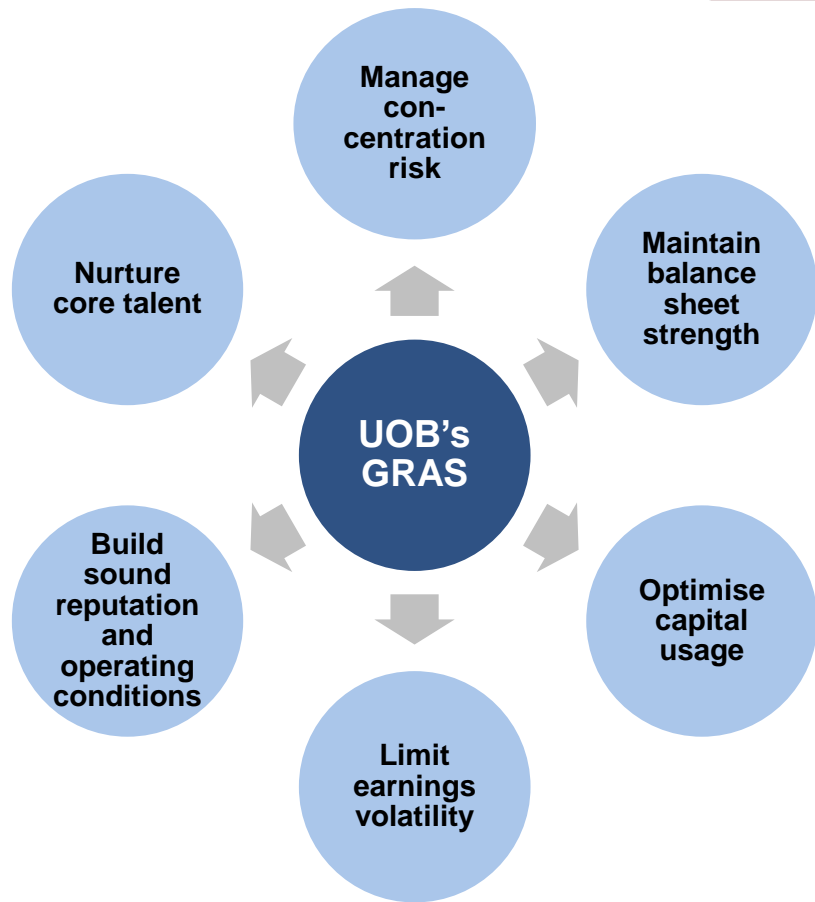 Manage
con-
centration
risk
Maintain
balance
sheet
strength
Optimise
capital
usage
Limit
earnings
volatility
Build
sound
reputation
and
operating
conditions
Nurture
core talent
UOB’s
GRAS